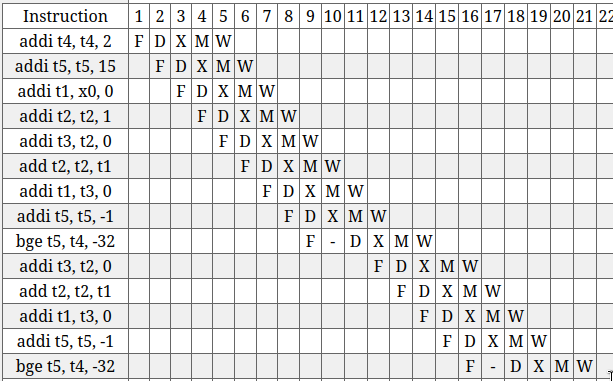 Instruction 1 2 3 4 5 6 7 8 9 10 11 12 13 14 15 16 17 18 19 20 21 22
addi t4, t4, 2 F D X M W
addi t5, t5, 15 F D X M W
addi t1, x0, 0 F D X M W
addi t2, t2, 1 F D X M W
addi t3, t2, 0 F D X M W
add t2, t2, t1 F D X M W
addi t1, t3, 0 F D X M W
addi t5, t5, -1 F D X M W
bge t5, t4, -32 F - D X M W
addi t3, t2, 0 F D X M W
add t2, t2, t1 F D X M W
addi t1, t3, 0 F D X M W
addi t5, t5, -1 F D X M W
bge t5, t4, -32 F - D X M W